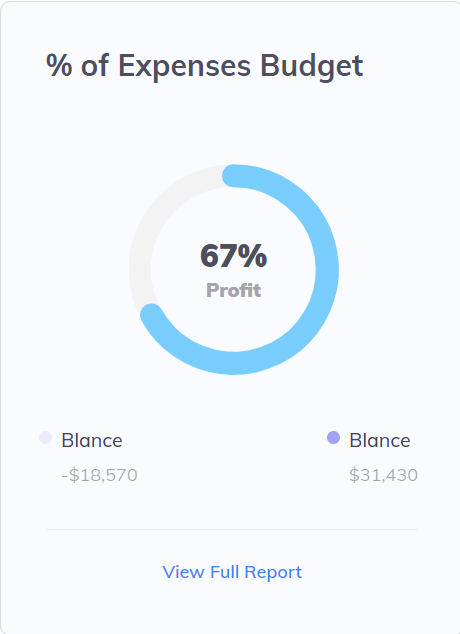 % of Expenses Budget
67%
Profit
Blance
-$18,570
Blance
$31,430
View Full Report